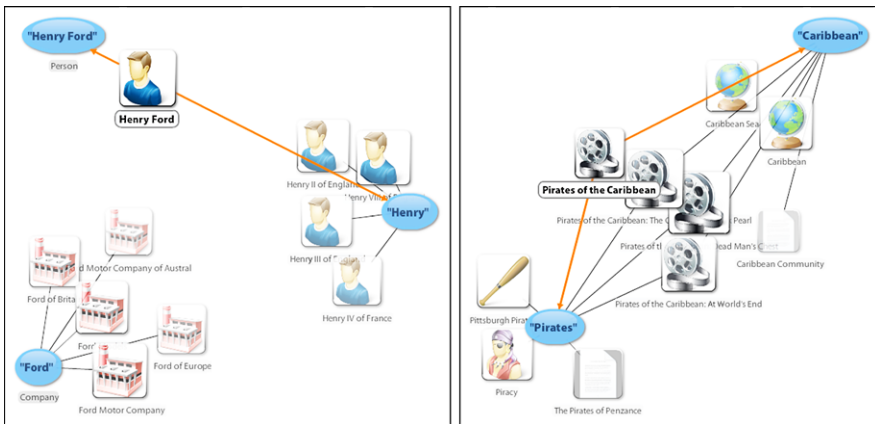 "Henry Ford"
Person
Henry Ford
Henry II of England
Henry VIII of
"Henry"
Henry III of
Henry IV of France
Motor Company of Austral
Ford of Brita
Ford
"Ford"
Company
Ford of Europe
Ford Motor Company
"Caribbean"
Caribbean Sea
Caribbean
Pirates of the Caribbean
Pirates of the Caribbean: The Pearl
Pirates of the Dead Man's Chest
Caribbean Community
Pirates of the Caribbean: At World's End
Pittsburgh Pirat
"Pirates"
Piracy
The Pirates of Penzance